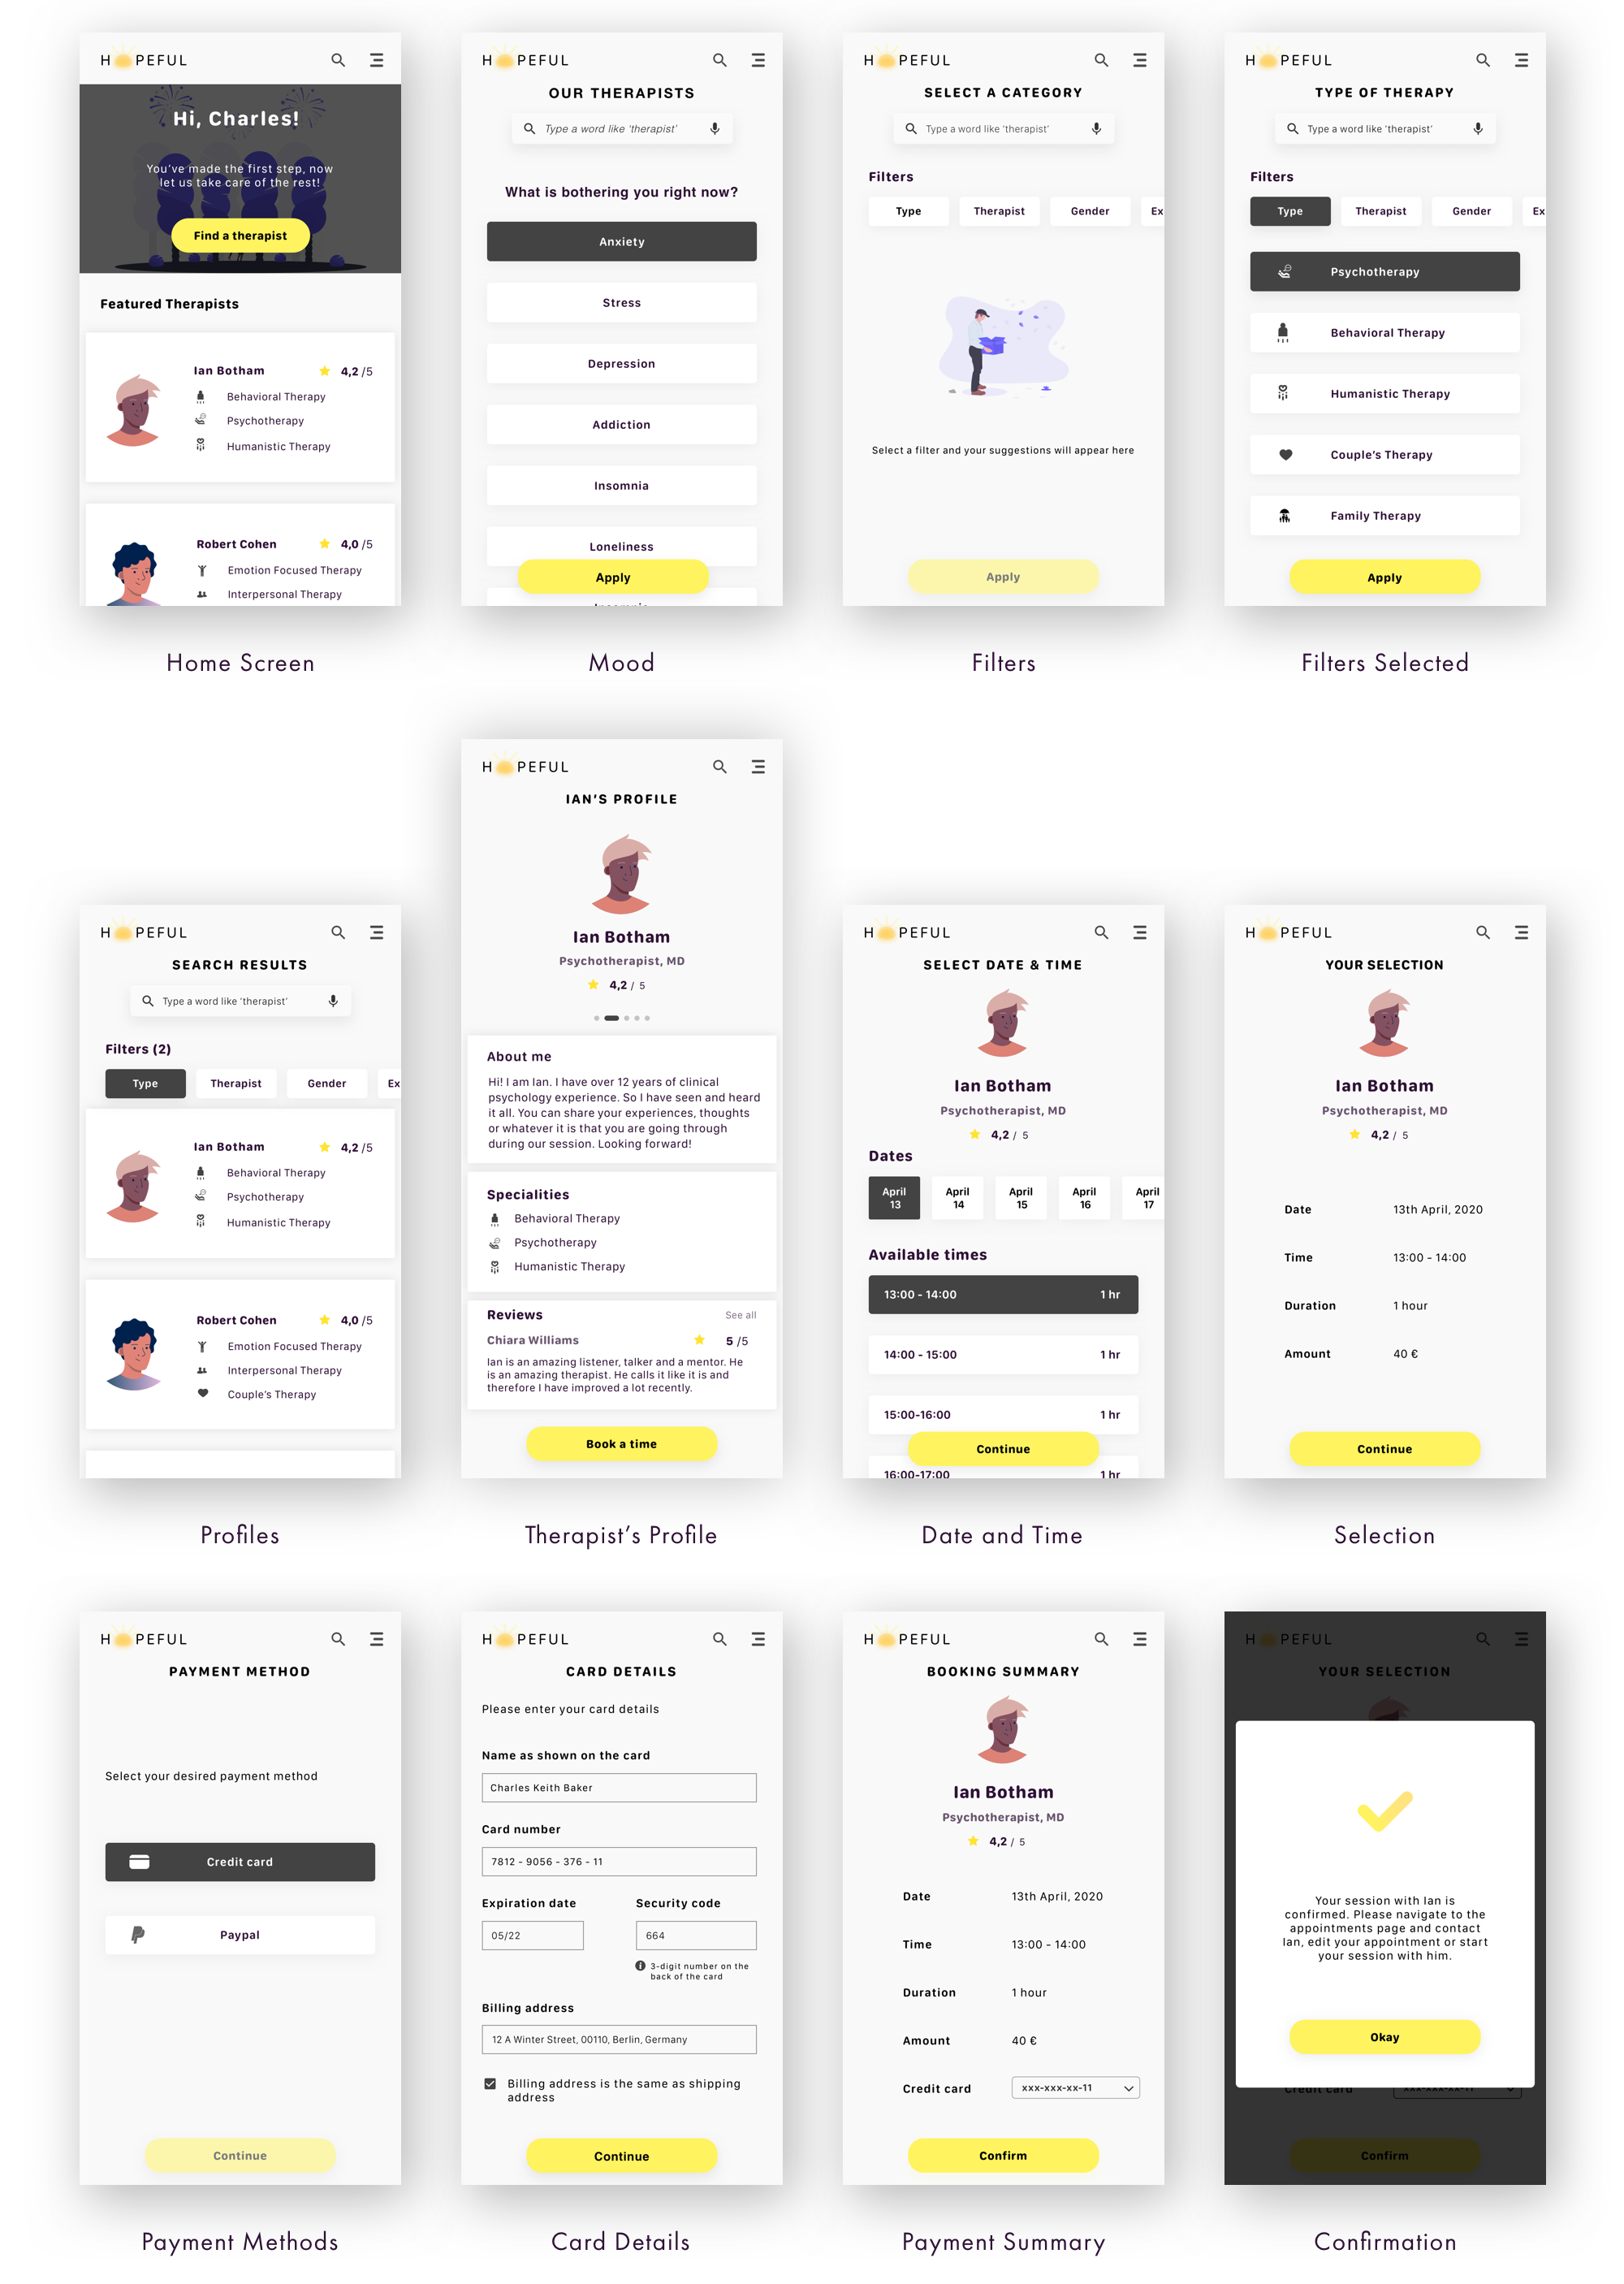 H PEFUL
Hi, Charles!
You've made the first step, now
let us take care of the rest!
Find a therapist
Featured Therapists
Ian Botham 4,2 /5
Behavioral Therapy
Psychotherapy
Humanistic Therapy
Robert Cohen 4,0 /5
Emotion Focused Therapy
Interpersonal Therapy
Home Screen
H PEFUL
OUR THERAPISTS
Type a word like 'therapist'
What is bothering you right now?
Anxiety
Stress
Depression
Addiction
Insomnia
Loneliness
Apply
Insomnia
Mood
H PEFUL
SELECT A CATEGORY
Type a word like 'therapist'
Filters
Type Therapist Gender Ex
Select a filter and your suggestions will appear here
Apply
Filters
H PEFUL
TYPE OF THERAPY
Type a word like 'therapist'
Filters
Type Therapist Gender Ex
Psychotherapy
Behavioral Therapy
Humanistic Therapy
Couple's Therapy
Family Therapy
Apply
Filters Selected
H PEFUL
SEARCH RESULTS
Type a word like 'therapist'
Filters (2)
Type Therapist Gender Ex
Ian Botham 4,2 /5
Behavioral Therapy
Psychotherapy
Humanistic Therapy
Robert Cohen 4,0 /5
Emotion Focused Therapy
Interpersonal Therapy
Couple's Therapy
Profiles
H PEFUL
IAN'S PROFILE
Ian Botham
Psychotherapist, MD
4,2 / 5
About me
Hi! I am Ian. I have over 12 years of clinical
psychology experience. So I have seen and heard
it all. You can share your experiences, thoughts
or whatever it is that you are going through
during our session. Looking forward!
Specialities
Behavioral Therapy
Psychotherapy
Humanistic Therapy
Reviews See all
Chiara Williams 5 /5
Ian is an amazing listener, talker and a mentor. He
is an amazing therapist. He calls it like it is and
therefore I have improved a lot recently.
Book a time
Therapist's Profile
H PEFUL
SELECT DATE & TIME
Ian Botham
Psychotherapist, MD
4,2 / 5
Dates
April April April April April
13 14 15 16 17
Available times
13:00 - 14:00 1 hr
14:00 - 15:00 1 hr
15:00-16:00 1 hr
Continue
16:00-17:00 1 hr
Date and Time
H PEFUL
YOUR SELECTION
Ian Botham
Psychotherapist, MD
4,2 / 5
Date 13th April, 2020
Time 13:00 - 14:00
Duration 1 hour
Amount 40 €
Continue
Selection
H PEFUL
PAYMENT METHOD
Select your desired payment method
Credit card
Paypal
Continue
Payment Methods
H PEFUL
CARD DETAILS
Please enter your card details
Name as shown on the card
Charles Keith Baker
Card number
7812 - 9056 - 376 - 11
Expiration date Security code
05/22 664
3-digit number on the
back of the card
Billing address
12 A Winter Street, 00110, Berlin, Germany
Billing address is the same as shipping
address
Continue
Card Details
H PEFUL
BOOKING SUMMARY
Ian Botham
Psychotherapist, MD
4,2 / 5
Date 13th April, 2020
Time 13:00 - 14:00
Duration 1 hour
Amount 40 €
Credit card xxx-xxx-xx-11
Confirm
Payment Summary
H PEFUL
YOUR SELECTION
Your session with Ian is
confirmed. Please navigate to the
appointments page and contact
Ian, edit your appointment or start
your session with him.
Okay
Credit card xxx-xxx-xx-11
Confirm
Confirmation